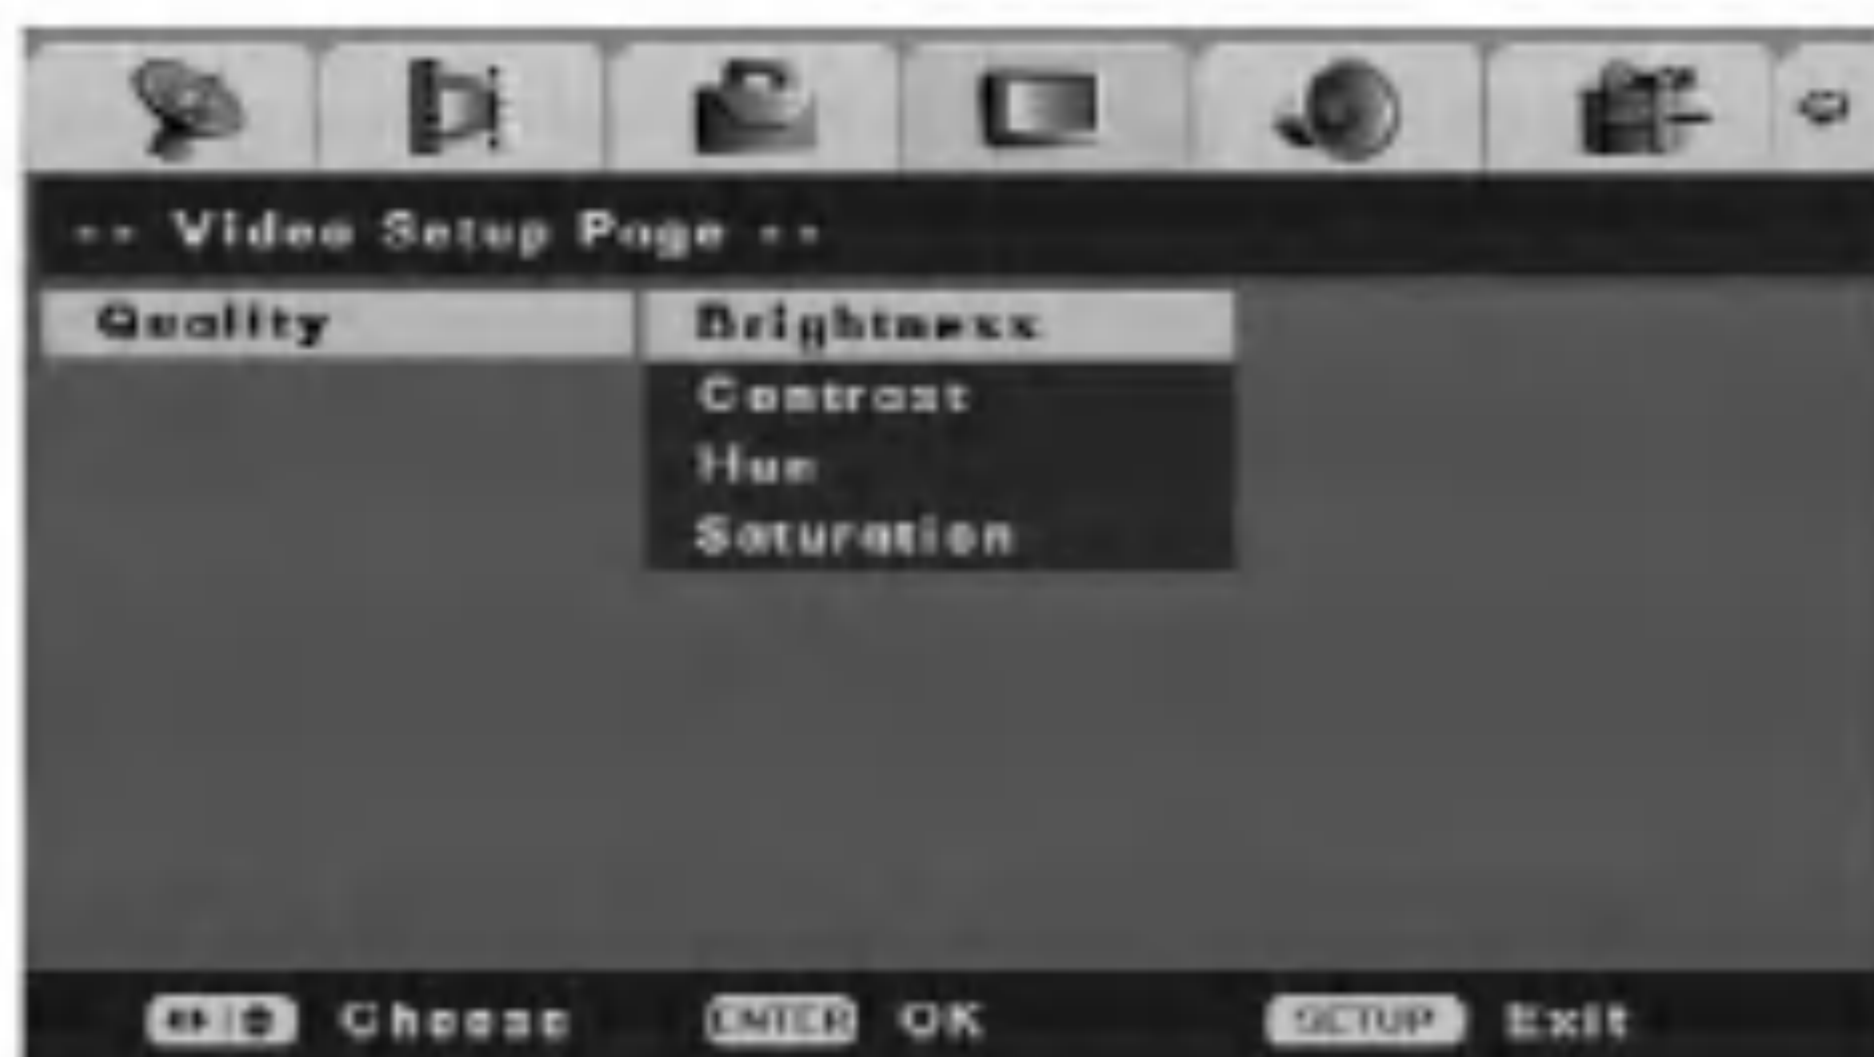 -- Video Setup Page --
Quality
Brightness
Contrast
Hue
Saturation
Choose ENTER OK SETUP Exit